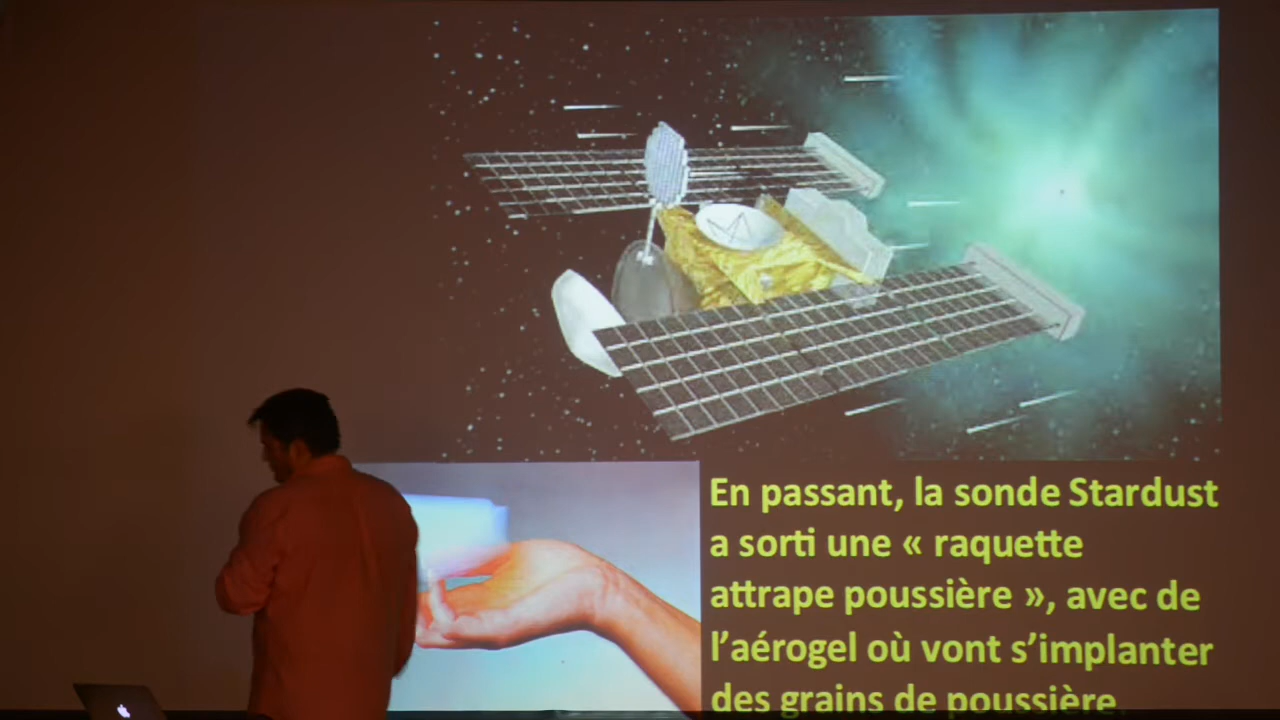 En passant, la sonde Stardust
a sorti une « raquette
attrape poussière », avec de
l’aérogel où vont s’implanter
des grains de poussière.